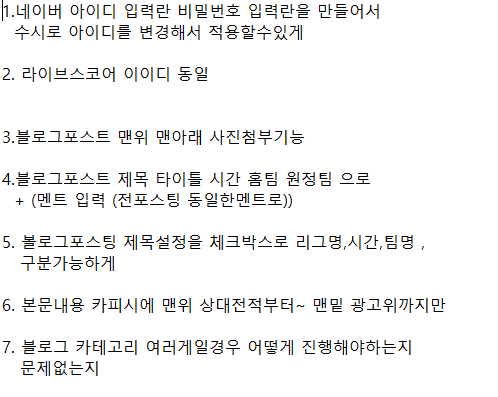 1.네이버 아이디 입력란 비밀번호 입력란을 만들어서
수시로 아이디를 변경해서 적용할수있게
2. 라이브스코어 이이디 동일
3.블로그포스트 맨위 맨아래 사진첨부기능
4.블로그포스트 제목 타이틀 시간 홈팀 원정팀 으로
+ (멘트 입력 (전포스팅 동일한멘트로))
5. 볼로그포스팅 제목설정을 체크박스로 리그명,시간,팀명 ,
구분가능하게
6. 본문내용 카피시에 맨위 상대전적부터~ 맨밑 광고위까지만
7. 블로그 카테고리 여러게일경우 어떻게 진행해야하는지
문제없는지